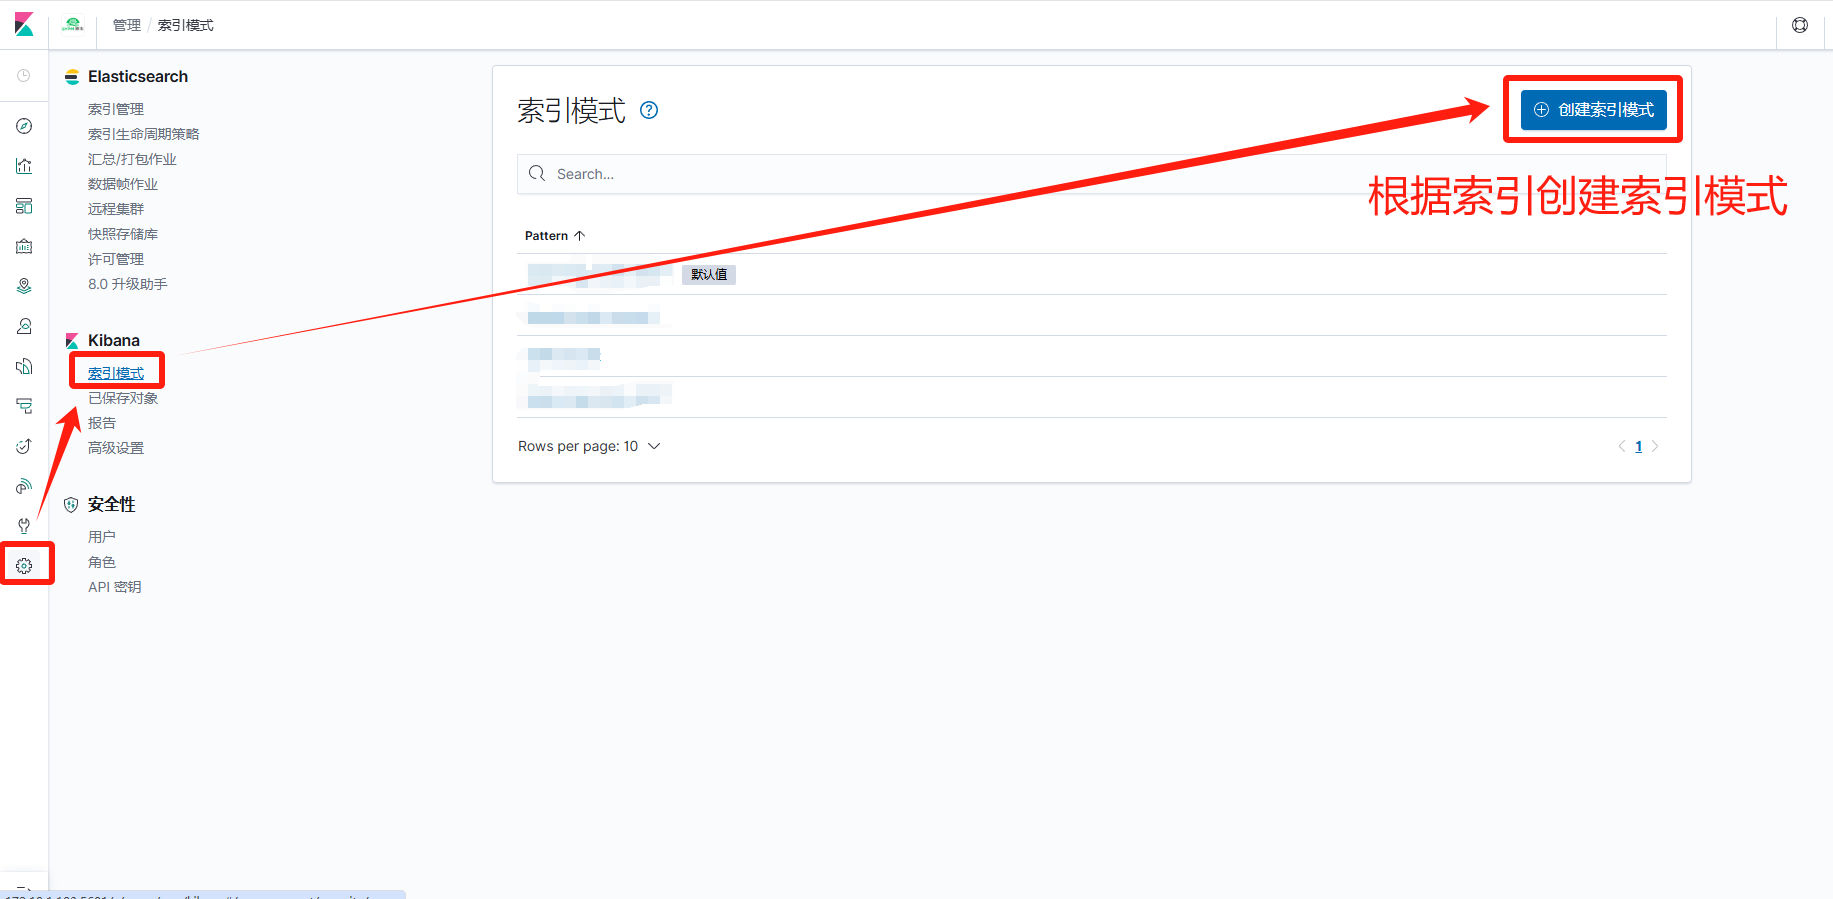 管理 / 索引模式
Elasticsearch
索引管理
索引生命周期策略
汇总/打包作业
数据帧作业
远程集群
快照存储库
许可管理
8.0 升级助手
Kibana
索引模式
已保存对象
报告
高级设置
安全性
用户
角色
API 密钥
索引模式
创建索引模式
Search...
根据索引创建索引模式
Pattern
默认值
Rows per page: 10
1